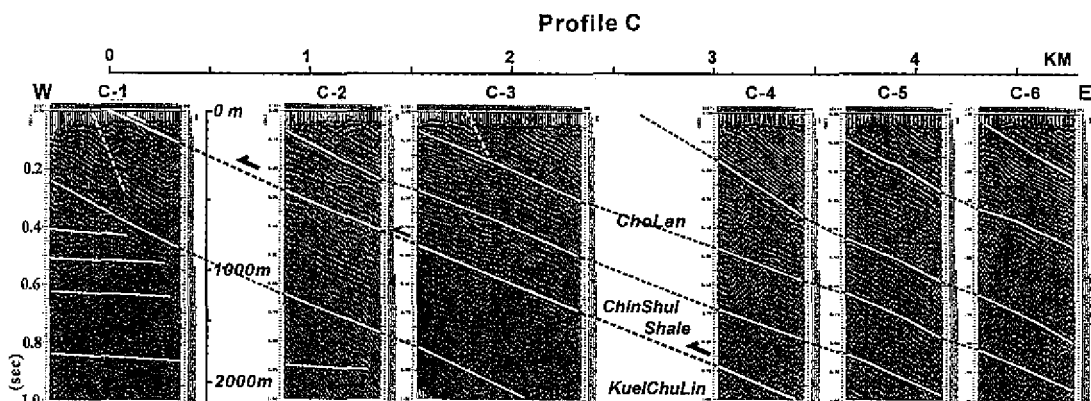 Profile C
0 1 2 3 4 KM
W C-1 C-2 C-3 C-4 C-5 C-6 E
0 m
0.2
0.4
1000m
0.6
0.8
2000m
1.0
(sec)
ChoLan
ChinShui
Shale
KueiChuLin